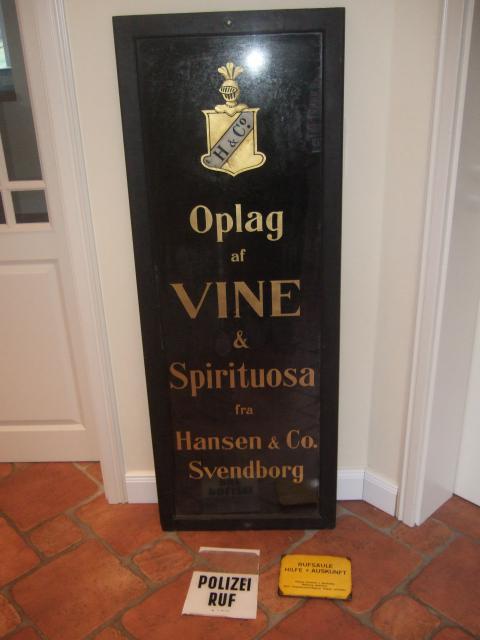 H & Co.
Oplag
af
VINE
&
Spirituosa
fra
Hansen & Co.
Svendborg
POLIZEI
RUF
RUFSÄULE
HILFE + AUSKUNFT